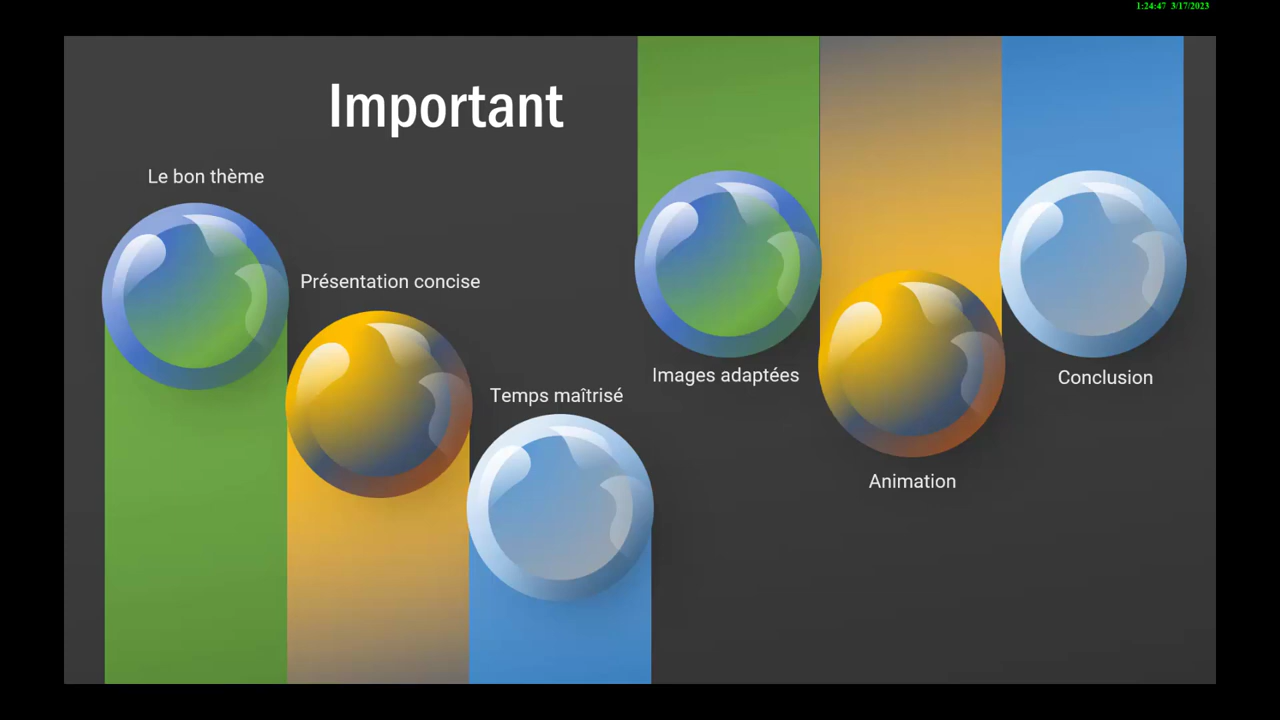 1:24:47 3/17/2023
Important
Le bon thème
Présentation concise
Temps maîtrisé
Images adaptées
Animation
Conclusion